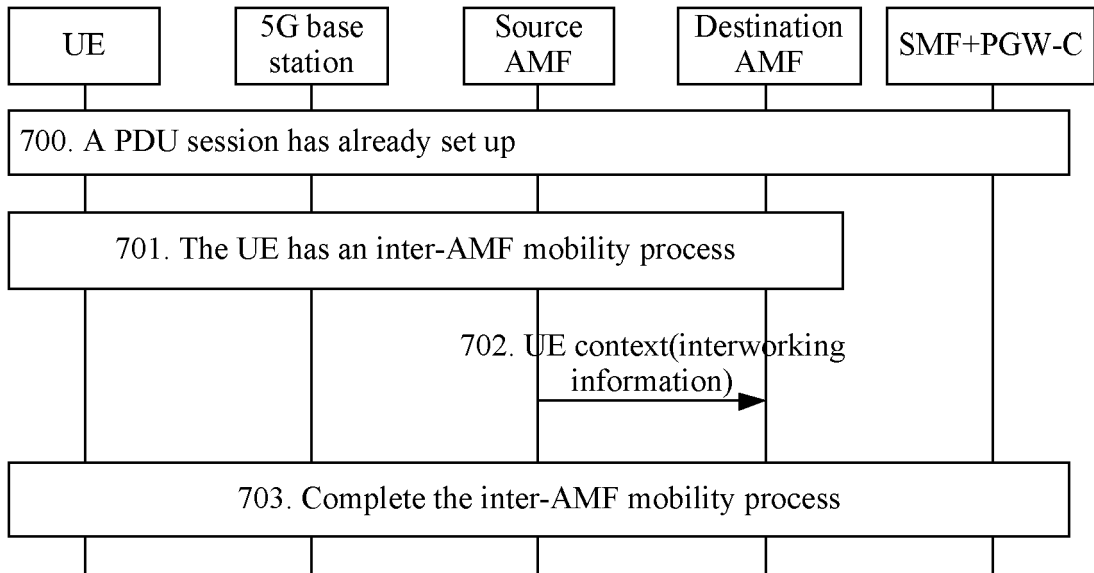 UE
5G base
station
Source
AMF
Destination
AMF
SMF+PGW-C
700. A PDU session has already set up
701. The UE has an inter-AMF mobility process
702. UE context(interworking
information)
703. Complete the inter-AMF mobility process